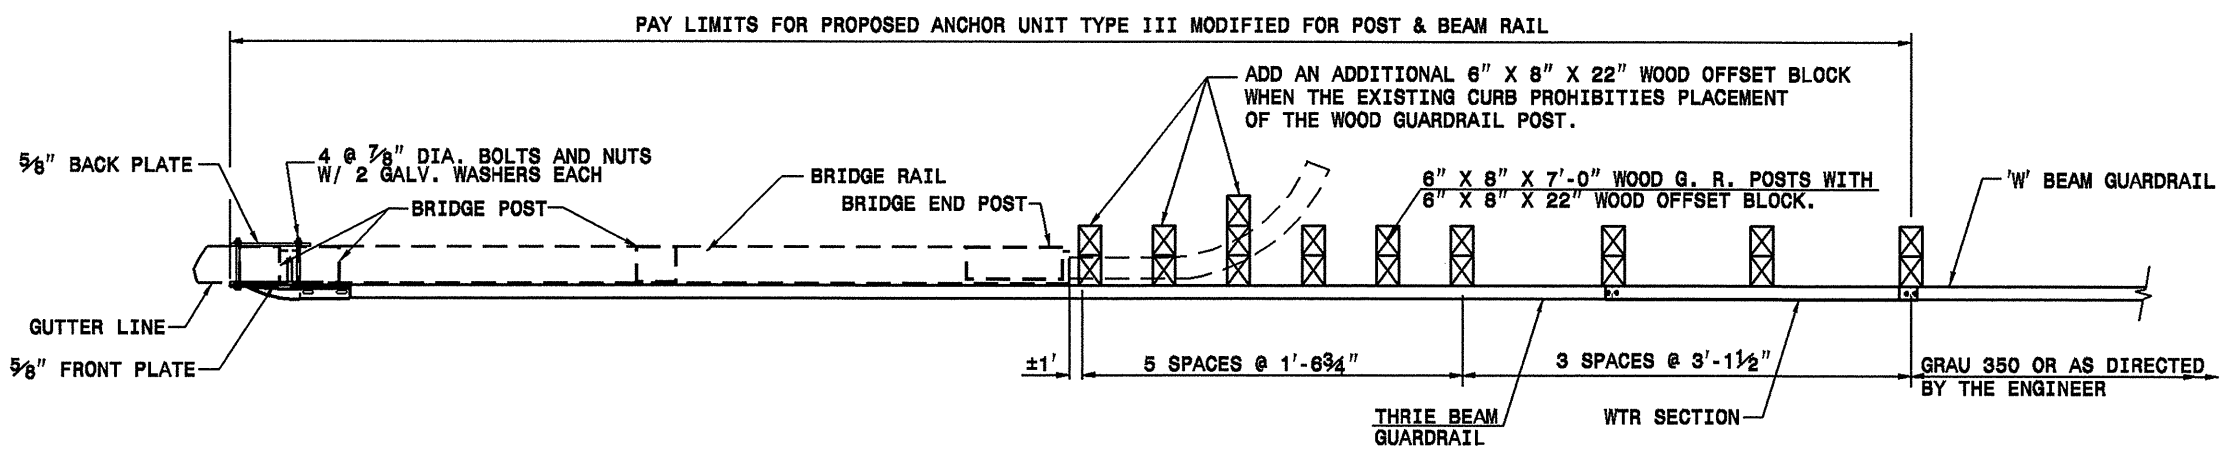 PAY LIMITS FOR PROPOSED ANCHOR UNIT TYPE III MODIFIED FOR POST & BEAM RAIL
ADD AN ADDITIONAL 6" X 8" X 22" WOOD OFFSET BLOCK
WHEN THE EXISTING CURB PROHIBITIES PLACEMENT
OF THE WOOD GUARDRAIL POST.
5/8" BACK PLATE
4 @ 7/8" DIA. BOLTS AND NUTS
W/ 2 GALV. WASHERS EACH
BRIDGE POST
BRIDGE RAIL
BRIDGE END POST
6" X 8" X 7'-0" WOOD G. R. POSTS WITH
6" X 8" X 22" WOOD OFFSET BLOCK.
'W' BEAM GUARDRAIL
GUTTER LINE
5/8" FRONT PLATE
±1'
5 SPACES @ 1'-6 3/4"
3 SPACES @ 3'-1 1/2"
GRAU 350 OR AS DIRECTED
BY THE ENGINEER
THRIE BEAM
GUARDRAIL
WTR SECTION